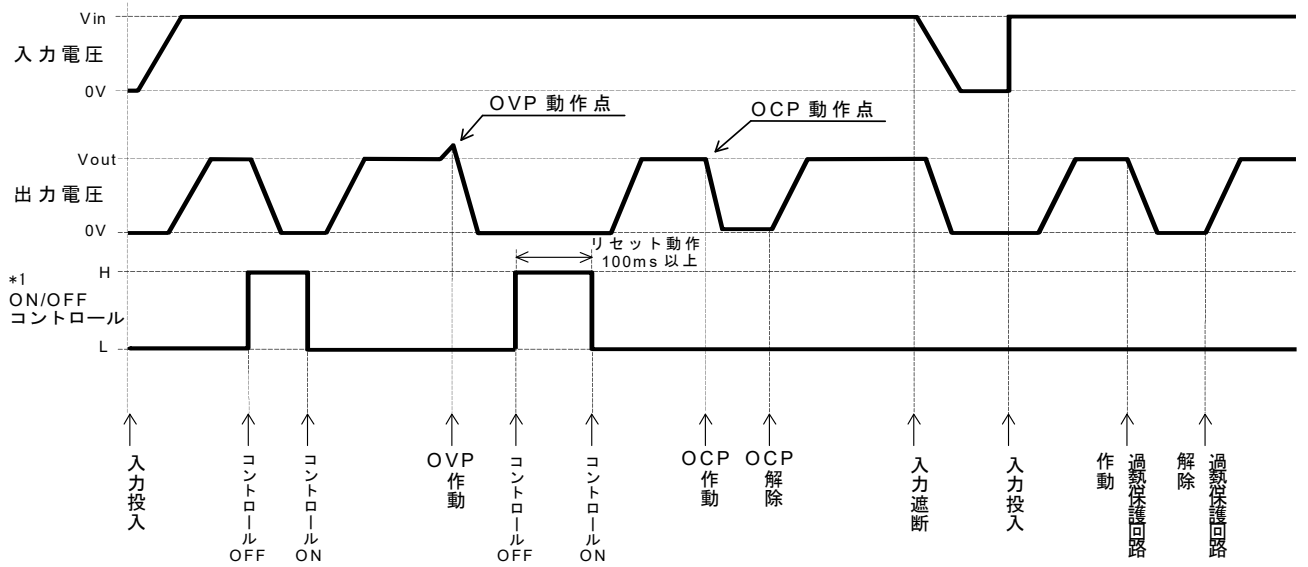 Vin
入力電圧
0V
OVP 動作点
OCP 動作点
Vout
出力電圧
0V
リセット動作
100ms以上
H
*1
ON/OFF
コントロール
L
入力投入
コントロール
OFF
コントロール
ON
OVP
作動
コントロール
OFF
コントロール
ON
OCP
作動
OCP
解除
入力遮断
入力投入
過熱保護回路
作動
過熱保護回路
解除